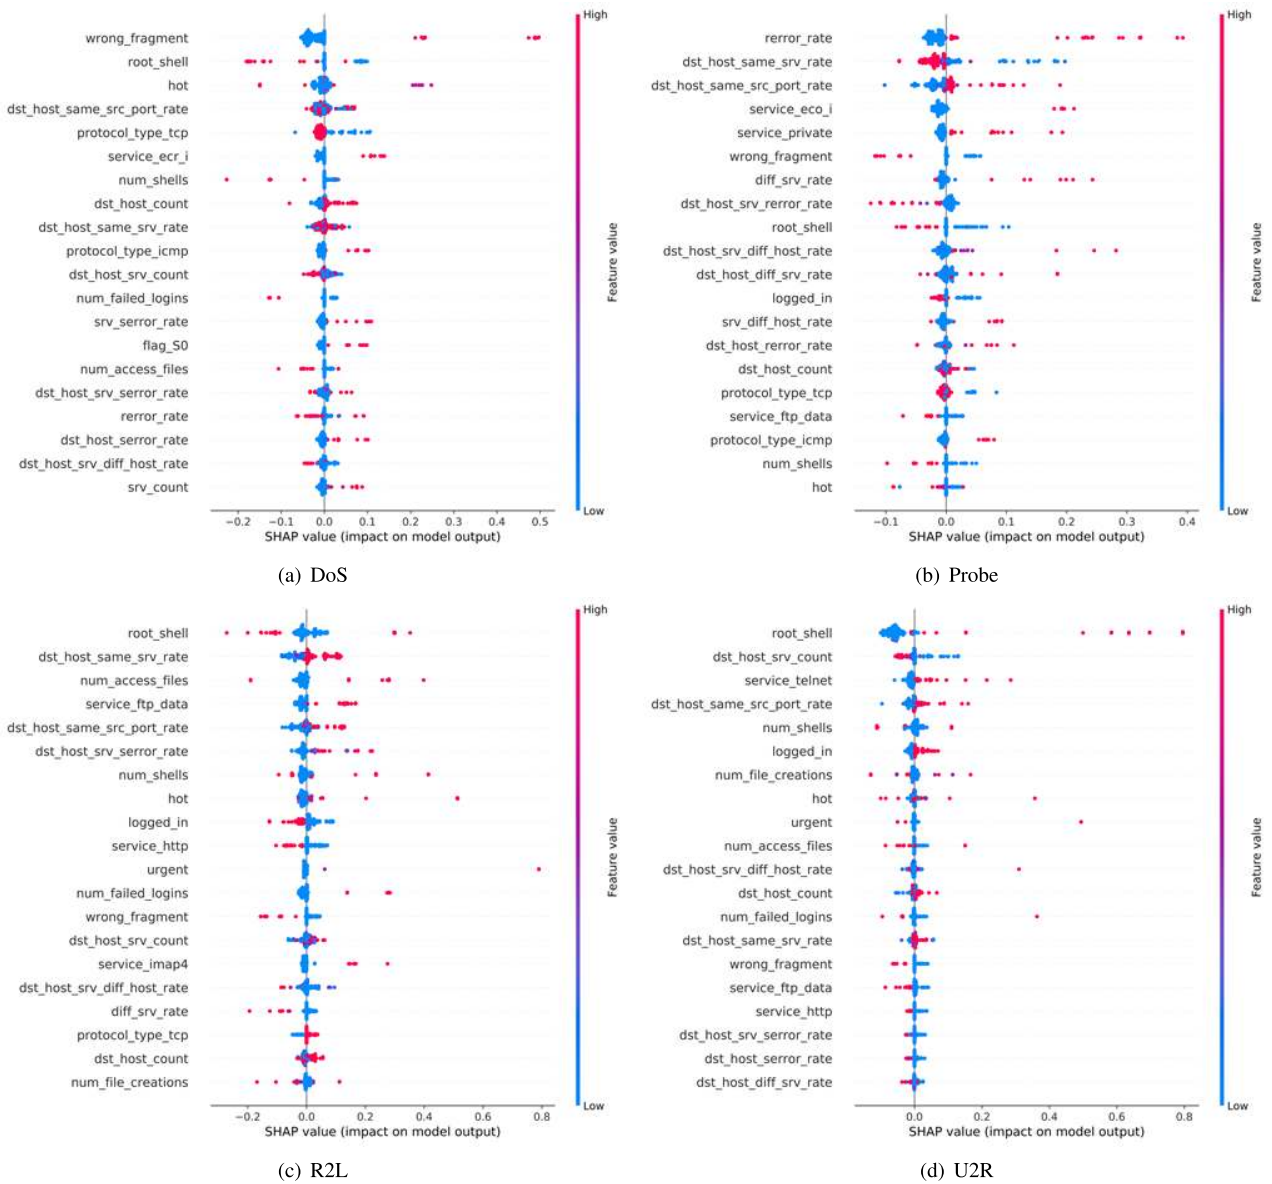 wrong_fragment
root_shell
hot
dst_host_same_src_port_rate
protocol_type_tcp
service_ecr_i
num_shells
dst_host_count
dst_host_same_srv_rate
protocol_type_icmp
dst_host_srv_count
num_failed_logins
srv_serror_rate
flag_S0
num_access_files
dst_host_srv_serror_rate
rerror_rate
dst_host_serror_rate
dst_host_srv_diff_host_rate
srv_count
−0.2 −0.1 0.0 0.1 0.2 0.3 0.4 0.5
SHAP value (impact on model output)
High
Feature value
Low
(a) DoS
rerror_rate
dst_host_same_srv_rate
dst_host_same_src_port_rate
service_eco_i
service_private
wrong_fragment
diff_srv_rate
dst_host_srv_rerror_rate
root_shell
dst_host_srv_diff_host_rate
dst_host_diff_srv_rate
logged_in
srv_diff_host_rate
dst_host_rerror_rate
dst_host_count
protocol_type_tcp
service_ftp_data
protocol_type_icmp
num_shells
hot
−0.1 0.0 0.1 0.2 0.3 0.4
SHAP value (impact on model output)
High
Feature value
Low
(b) Probe
root_shell
dst_host_same_srv_rate
num_access_files
service_ftp_data
dst_host_same_src_port_rate
dst_host_srv_serror_rate
num_shells
hot
logged_in
service_http
urgent
num_failed_logins
wrong_fragment
dst_host_srv_count
service_imap4
dst_host_srv_diff_host_rate
diff_srv_rate
protocol_type_tcp
dst_host_count
num_file_creations
−0.2 0.0 0.2 0.4 0.6 0.8
SHAP value (impact on model output)
High
Feature value
Low
(c) R2L
root_shell
dst_host_srv_count
service_telnet
dst_host_same_src_port_rate
num_shells
logged_in
num_file_creations
hot
urgent
num_access_files
dst_host_srv_diff_host_rate
dst_host_count
num_failed_logins
dst_host_same_srv_rate
wrong_fragment
service_ftp_data
service_http
dst_host_srv_serror_rate
dst_host_serror_rate
dst_host_diff_srv_rate
0.0 0.2 0.4 0.6 0.8
SHAP value (impact on model output)
High
Feature value
Low
(d) U2R